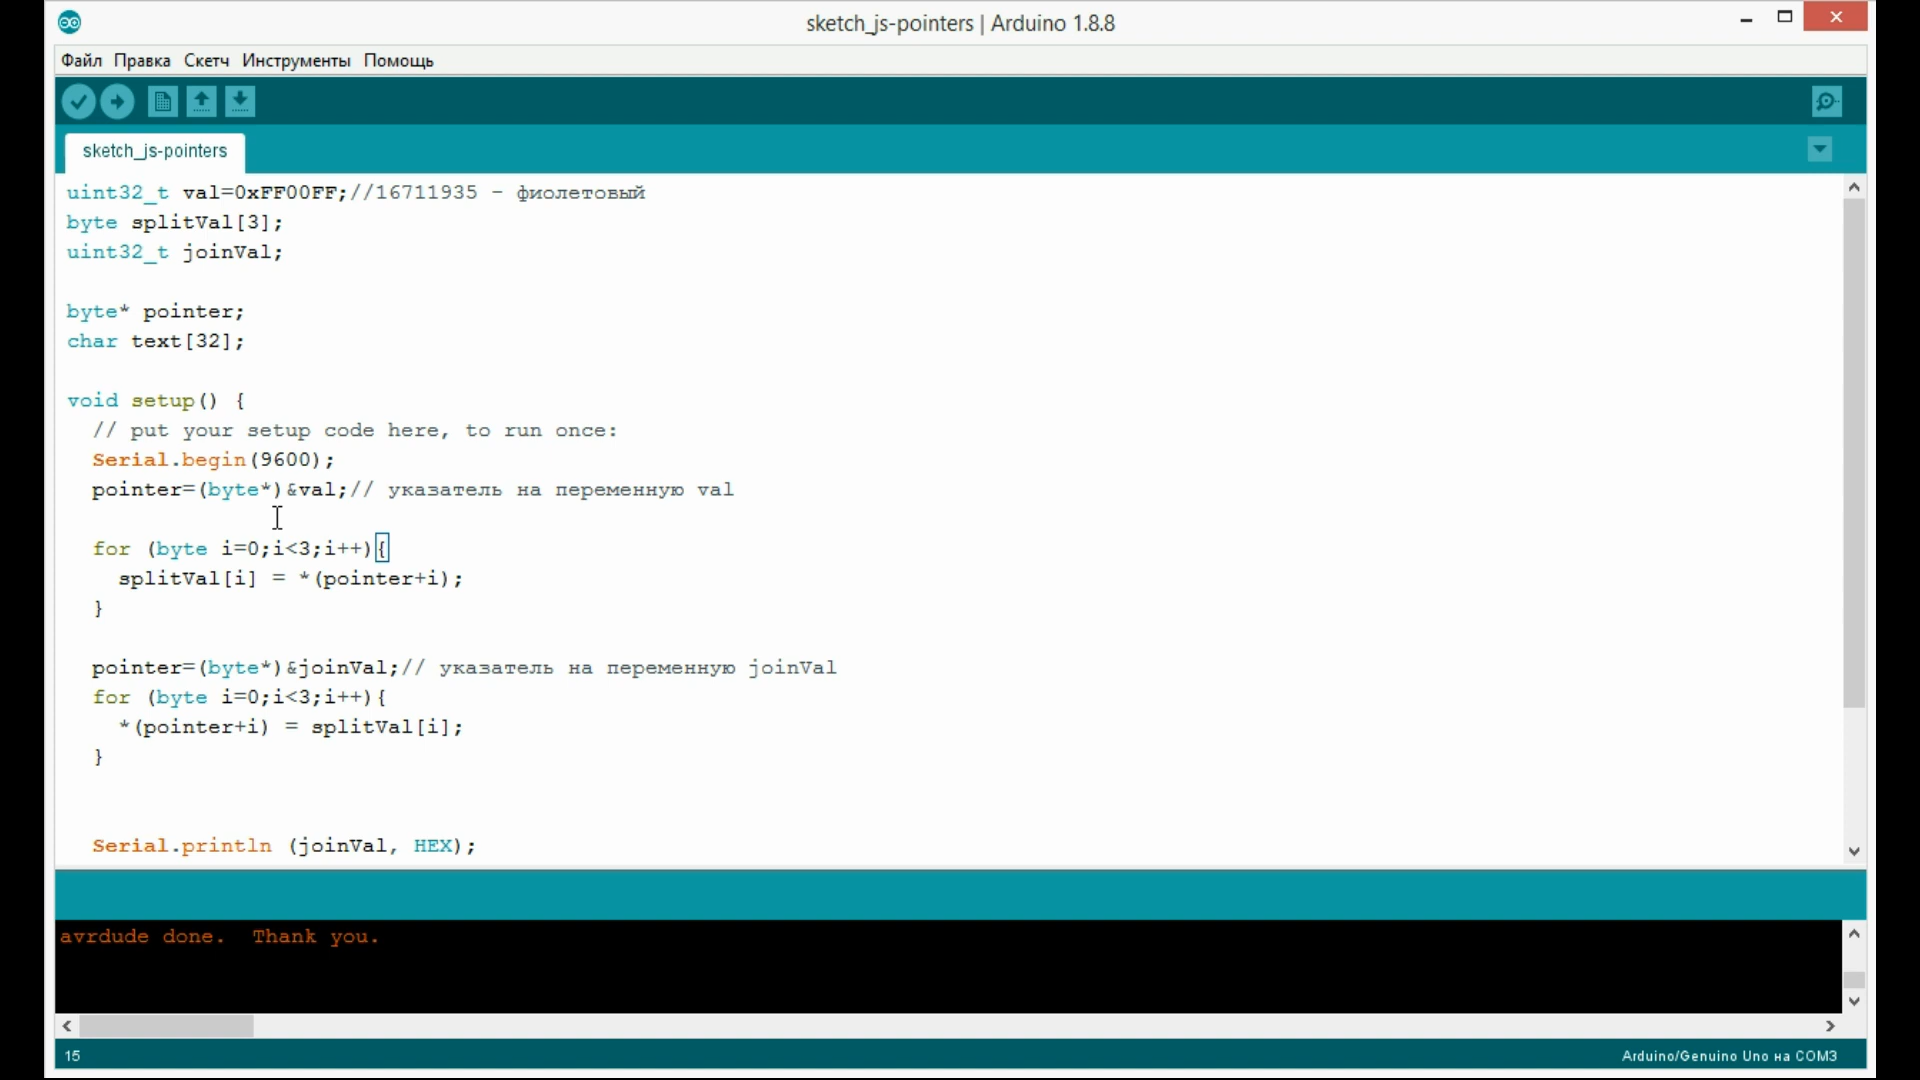 sketch_js-pointers | Arduino 1.8.8
Файл Правка Скетч Инструменты Помощь
sketch_js-pointers
uint32_t val=0xFF00FF;//16711935 - фиолетовый
byte splitVal[3];
uint32_t joinVal;
byte* pointer;
char text[32];
void setup() {
  // put your setup code here, to run once:
  Serial.begin(9600);
  pointer=(byte*)&val;// указатель на переменную val
  for (byte i=0;i<3;i++){
    splitVal[i] = *(pointer+i);
  }
  pointer=(byte*)&joinVal;// указатель на переменную joinVal
  for (byte i=0;i<3;i++){
    *(pointer+i) = splitVal[i];
  }
  Serial.println (joinVal, HEX);
avrdude done.  Thank you.
15
Arduino/Genuino Uno на COM3